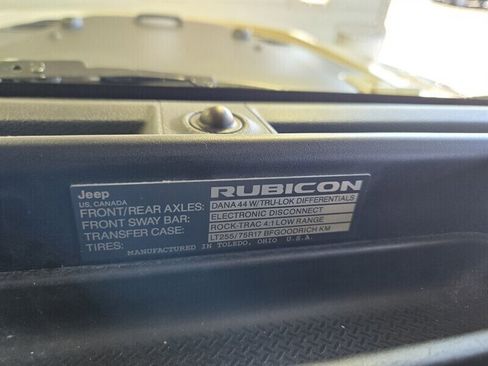 Jeep RUBICON
US, CANADA
FRONT/REAR AXLES: DANA 44 W/TRU-LOK DIFFERENTIALS
FRONT SWAY BAR: ELECTRONIC DISCONNECT
TRANSFER CASE: ROCK-TRAC 4:1 LOW RANGE
TIRES: LT255/75R17 BFGOODRICH KM
MANUFACTURED IN TOLEDO, OHIO U.S.A.